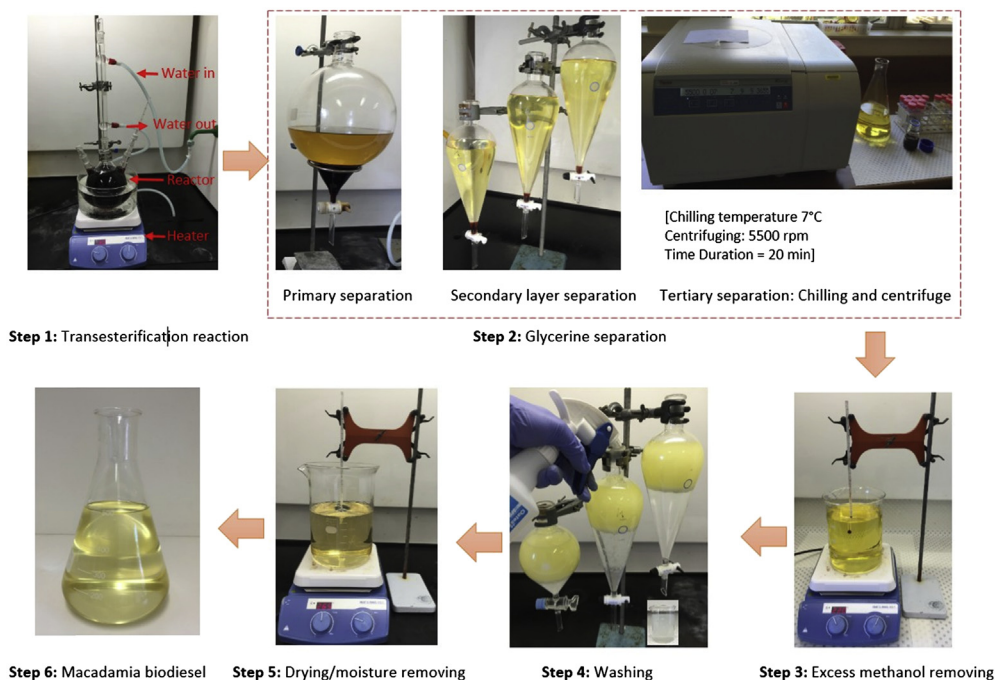 Water in
Water out
Reactor
Heater
[Chilling temperature 7°C
Centrifuging: 5500 rpm
Time Duration = 20 min]
Primary separation
Secondary layer separation
Tertiary separation: Chilling and centrifuge
Step 1: Transesterification reaction
Step 2: Glycerine separation
Step 6: Macadamia biodiesel
Step 5: Drying/moisture removing
Step 4: Washing
Step 3: Excess methanol removing